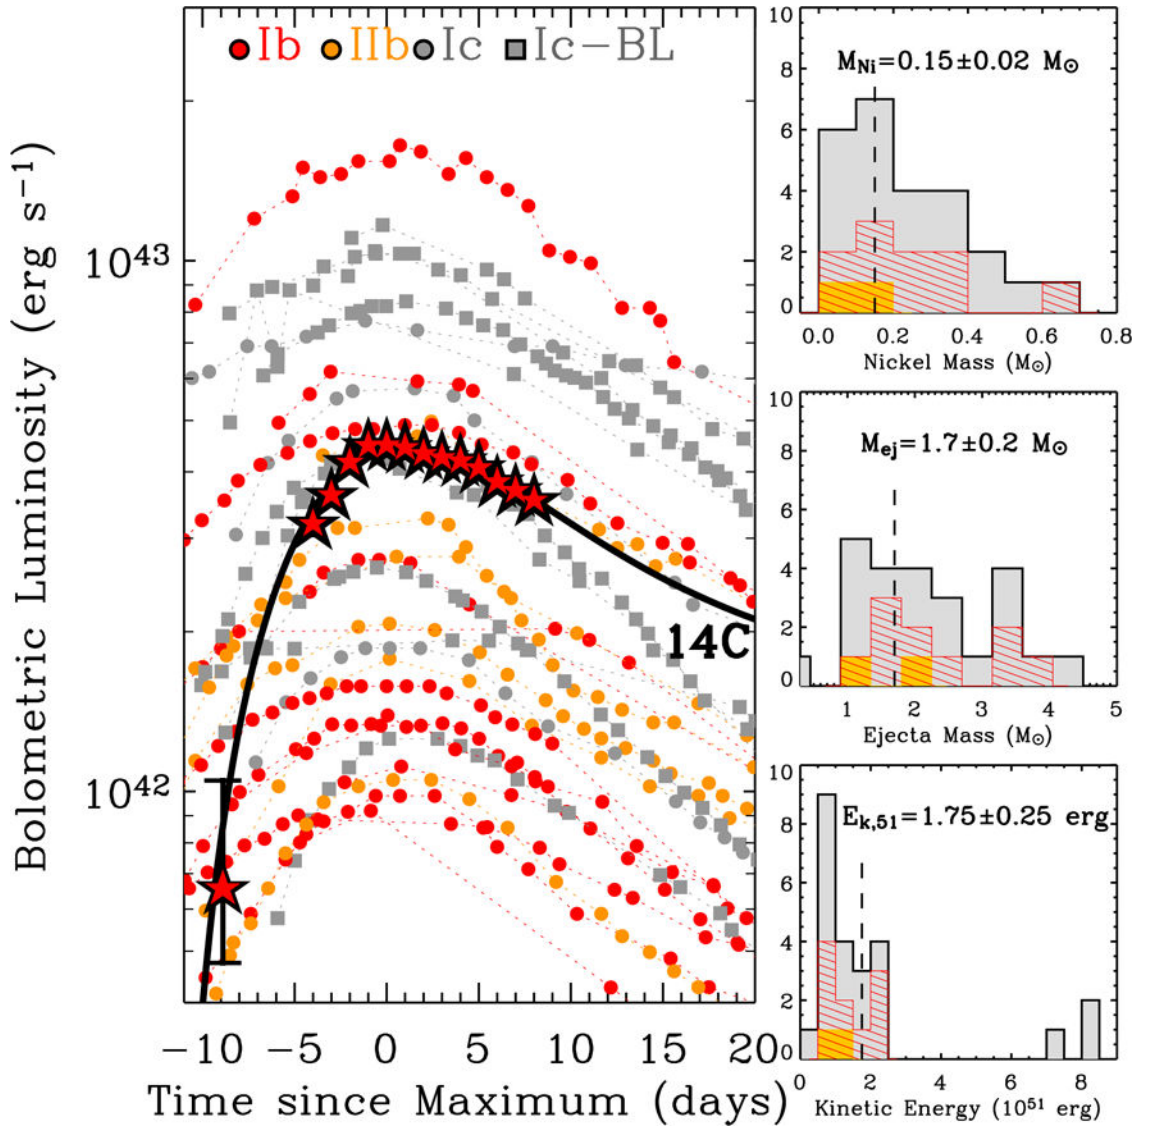 Ib IIb Ic Ic−BL
Bolometric Luminosity (erg s⁻¹)
10⁴³
10⁴²
14C
−10 −5 0 5 10 15 20
Time since Maximum (days)
10
8
6
4
2
0
M_Ni=0.15±0.02 M⊙
0.0 0.2 0.4 0.6 0.8
Nickel Mass (M⊙)
10
8
6
4
2
0
M_ej=1.7±0.2 M⊙
1 2 3 4 5
Ejecta Mass (M⊙)
10
8
6
4
2
0
E_k,51=1.75±0.25 erg
0 2 4 6 8
Kinetic Energy (10⁵¹ erg)